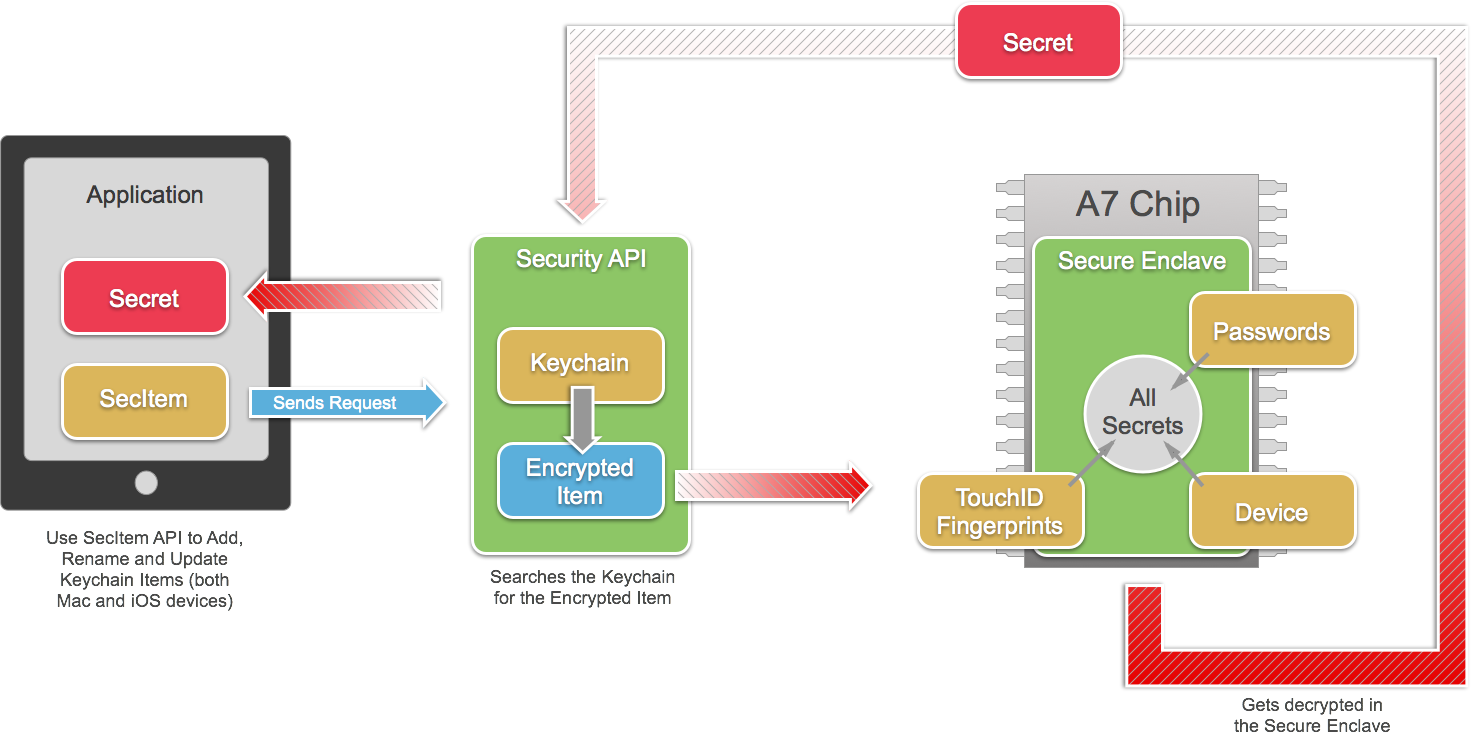 Secret
Application
Secret
SecItem
Sends Request
Use SecItem API to Add,
Rename and Update
Keychain Items (both
Mac and iOS devices)
Security API
Keychain
Encrypted
Item
Searches the Keychain
for the Encrypted Item
A7 Chip
Secure Enclave
Passwords
All
Secrets
TouchID
Fingerprints
Device
Gets decrypted in
the Secure Enclave